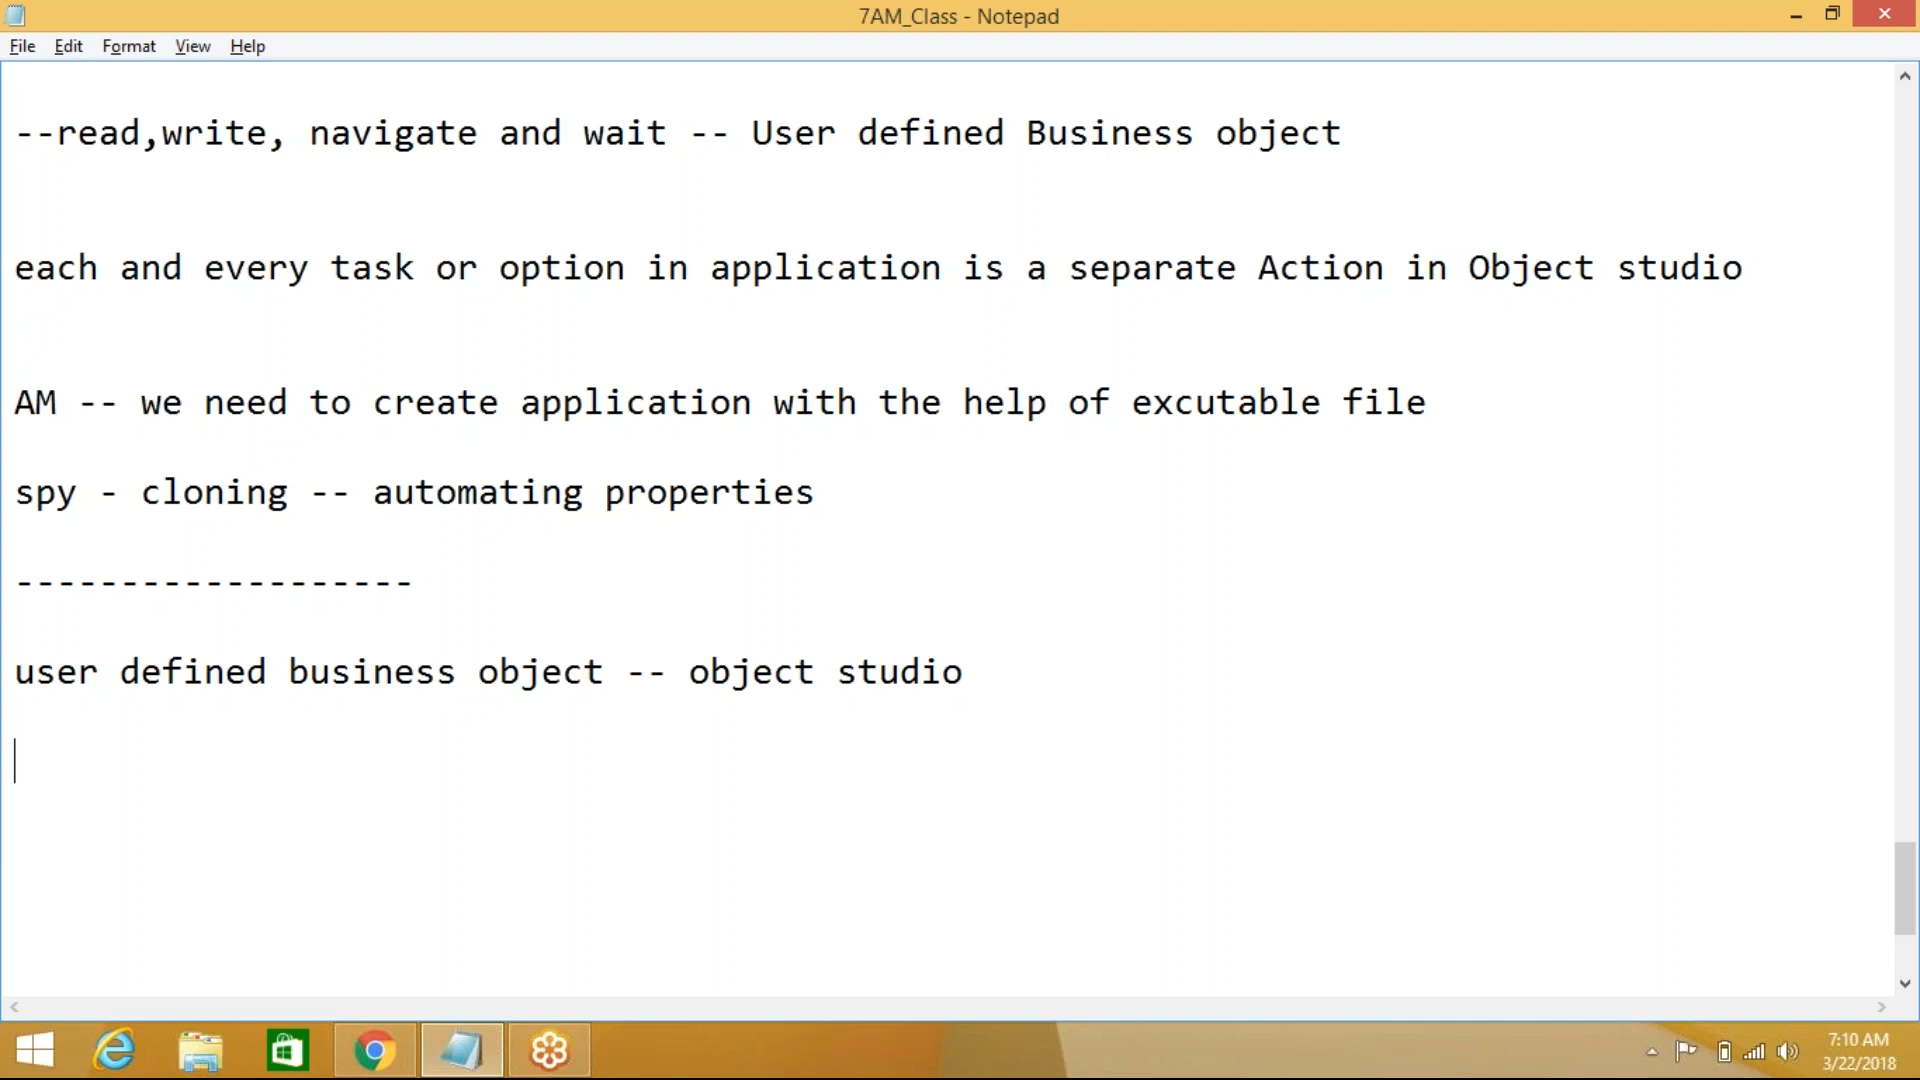 7AM_Class - Notepad
File Edit Format View Help
--read,write, navigate and wait -- User defined Business object
each and every task or option in application is a separate Action in Object studio
AM -- we need to create application with the help of excutable file
spy - cloning -- automating properties
-------------------
user defined business object -- object studio
7:10 AM
3/22/2018